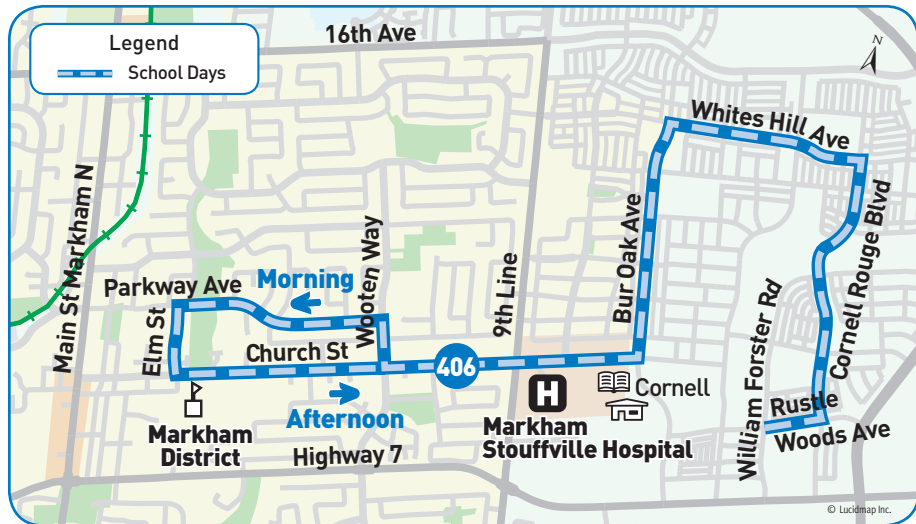 16th Ave
Legend
School Days
N
Whites Hill Ave
Main St Markham N
Bur Oak Ave
Cornell Rouge Blvd
9th Line
Wooten Way
Morning
Parkway Ave
William Forster Rd
Elm St
Church St
406
H
Cornell
Rustle
Woods Ave
Afternoon
Markham
District
Markham
Stouffville Hospital
Highway 7
© Lucidmap Inc.